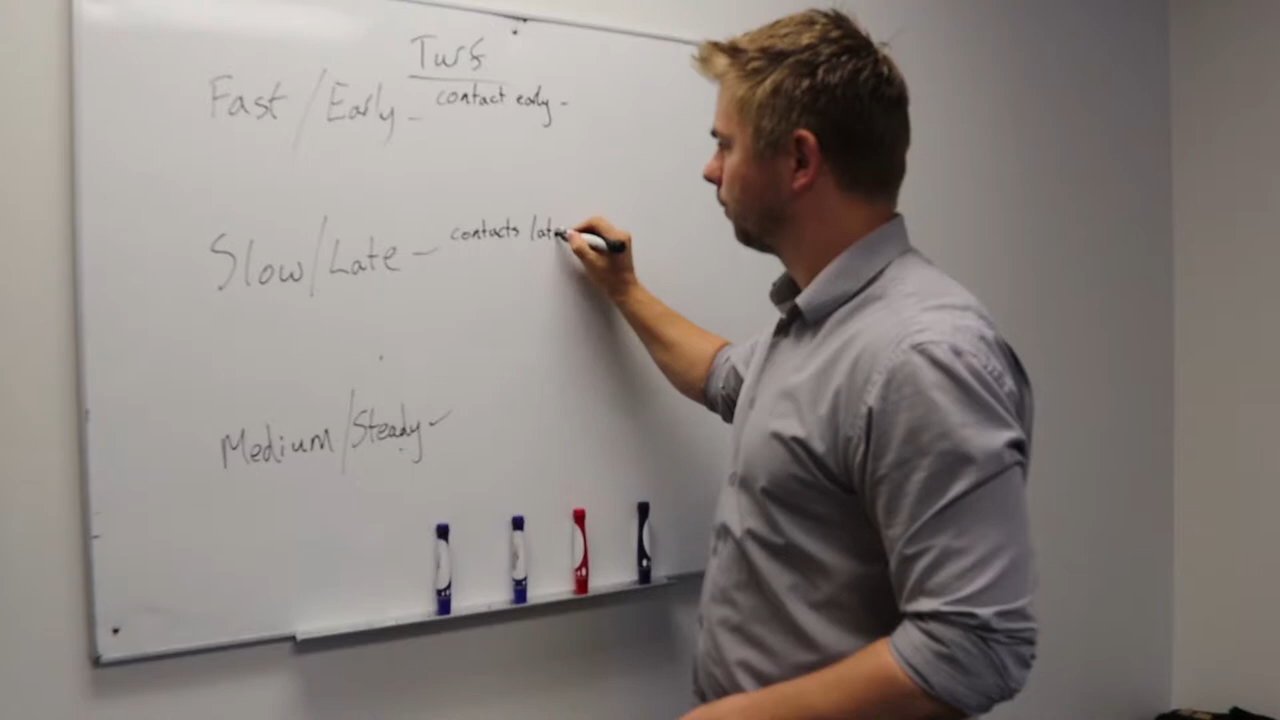 Turf
Fast / Early - contact early -
Slow / Late - contacts late
Medium / Steady -